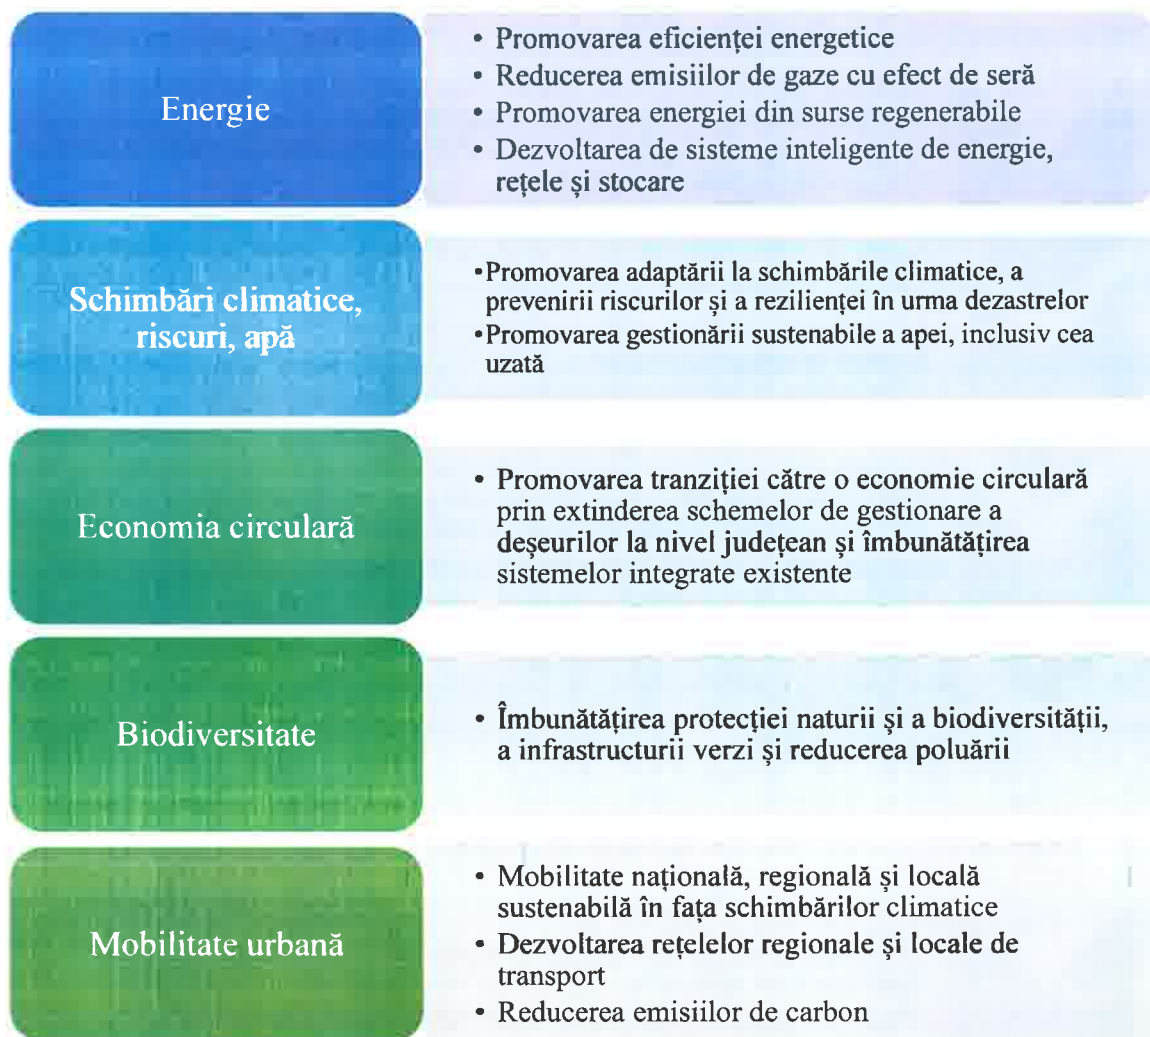 Energie
• Promovarea eficienței energetice
• Reducerea emisiilor de gaze cu efect de seră
• Promovarea energiei din surse regenerabile
• Dezvoltarea de sisteme inteligente de energie,
rețele și stocare
Schimbări climatice,
riscuri, apă
•Promovarea adaptării la schimbările climatice, a
prevenirii riscurilor și a rezilienței în urma dezastrelor
•Promovarea gestionării sustenabile a apei, inclusiv cea
uzată
Economia circulară
• Promovarea tranziției către o economie circulară
prin extinderea schemelor de gestionare a
deșeurilor la nivel județean și îmbunătățirea
sistemelor integrate existente
Biodiversitate
• Îmbunătățirea protecției naturii și a biodiversității,
a infrastructurii verzi și reducerea poluării
Mobilitate urbană
• Mobilitate națională, regională și locală
sustenabilă în fața schimbărilor climatice
• Dezvoltarea rețelelor regionale și locale de
transport
• Reducerea emisiilor de carbon